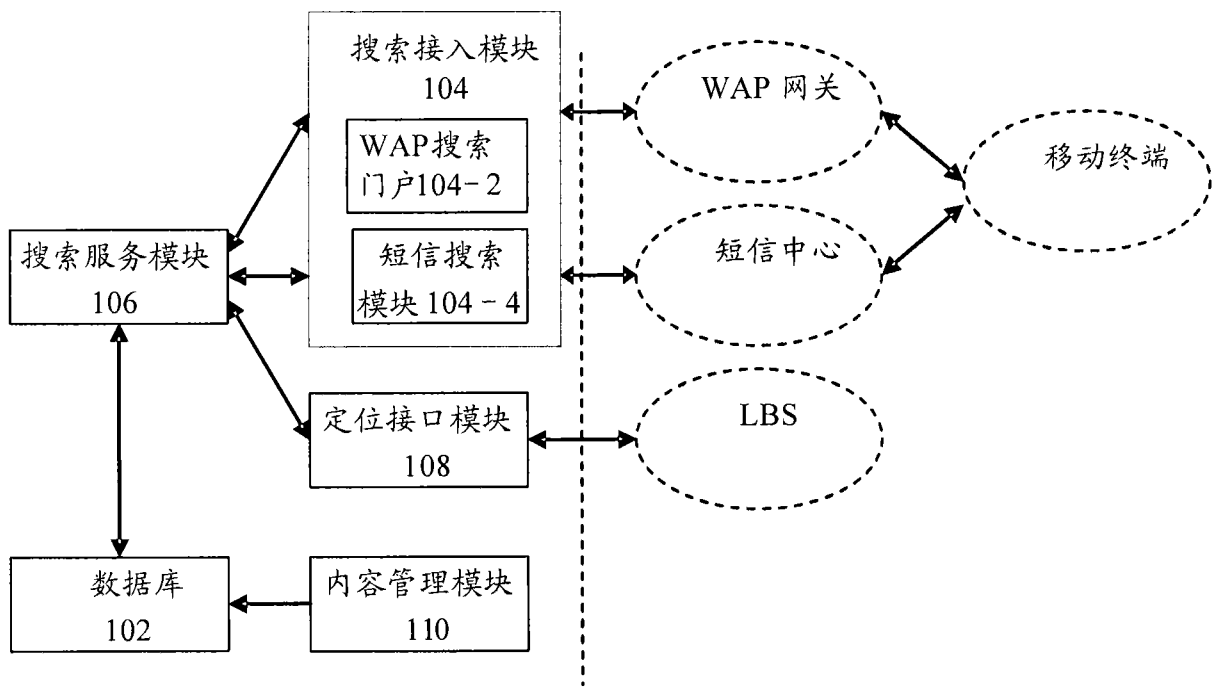 搜索接入模块
104
WAP搜索
门户104-2
短信搜索
模块104-4
搜索服务模块
106
定位接口模块
108
数据库
102
内容管理模块
110
WAP 网关
短信中心
LBS
移动终端